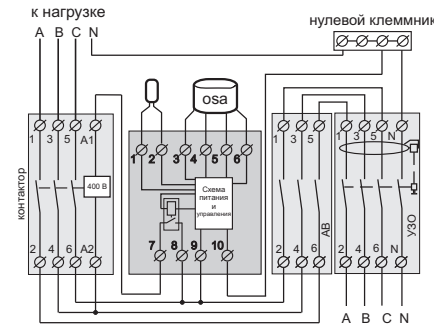 к нагрузке
A B C N
нулевой клеммник
osa
1 3 5 A1
контактор
400 В
2 4 6 A2
1 2 3 4 5 6
Схема
питания
и
управления
7 8 9 10
1 3 5
2 4 6
АВ
1 3 5 N
2 4 6 N
УЗО
A B C N